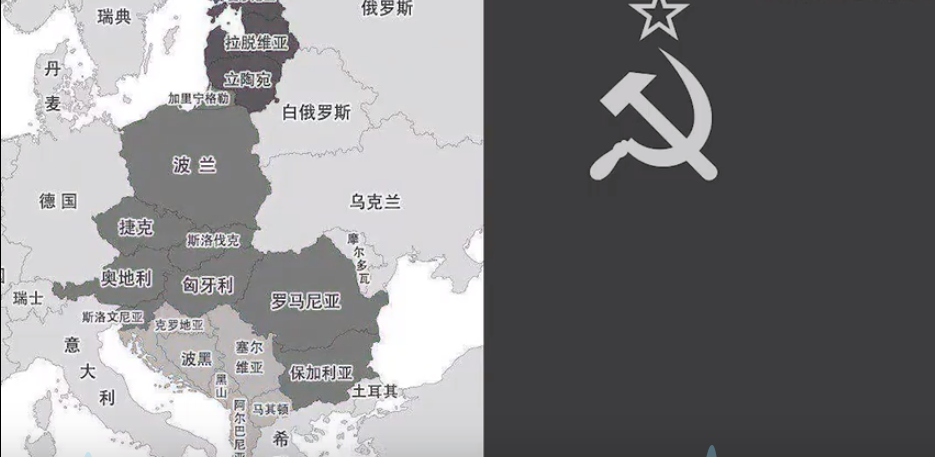 瑞典
俄罗斯
拉脱维亚
丹麦
立陶宛
加里宁格勒
白俄罗斯
波兰
德国
乌克兰
捷克
斯洛伐克
摩尔多瓦
奥地利
匈牙利
瑞士
罗马尼亚
斯洛文尼亚
克罗地亚
意大利
波黑
塞尔
维亚
保加利亚
黑山
土耳其
阿尔巴尼亚
马其顿
希